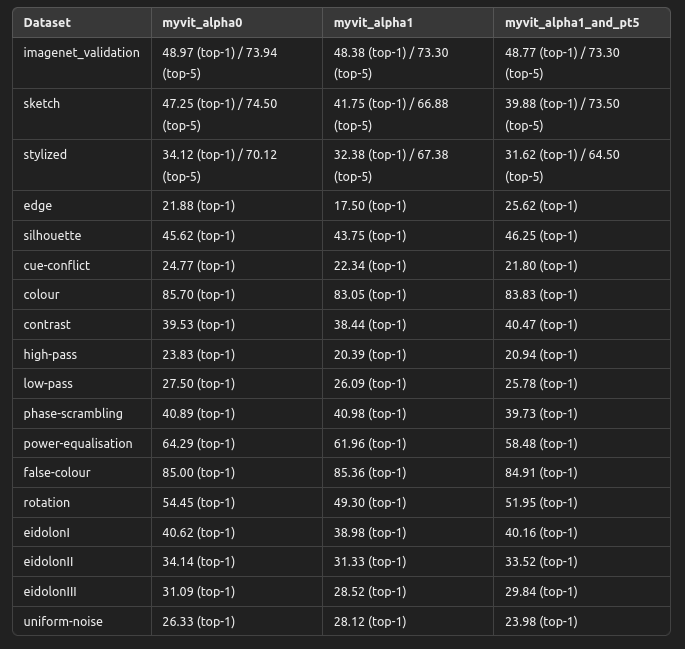 Dataset myvit_alpha0 myvit_alpha1 myvit_alpha1_and_pt5
imagenet_validation 48.97 (top-1) / 73.94 (top-5) 48.38 (top-1) / 73.30 (top-5) 48.77 (top-1) / 73.30 (top-5)
sketch 47.25 (top-1) / 74.50 (top-5) 41.75 (top-1) / 66.88 (top-5) 39.88 (top-1) / 73.50 (top-5)
stylized 34.12 (top-1) / 70.12 (top-5) 32.38 (top-1) / 67.38 (top-5) 31.62 (top-1) / 64.50 (top-5)
edge 21.88 (top-1) 17.50 (top-1) 25.62 (top-1)
silhouette 45.62 (top-1) 43.75 (top-1) 46.25 (top-1)
cue-conflict 24.77 (top-1) 22.34 (top-1) 21.80 (top-1)
colour 85.70 (top-1) 83.05 (top-1) 83.83 (top-1)
contrast 39.53 (top-1) 38.44 (top-1) 40.47 (top-1)
high-pass 23.83 (top-1) 20.39 (top-1) 20.94 (top-1)
low-pass 27.50 (top-1) 26.09 (top-1) 25.78 (top-1)
phase-scrambling 40.89 (top-1) 40.98 (top-1) 39.73 (top-1)
power-equalisation 64.29 (top-1) 61.96 (top-1) 58.48 (top-1)
false-colour 85.00 (top-1) 85.36 (top-1) 84.91 (top-1)
rotation 54.45 (top-1) 49.30 (top-1) 51.95 (top-1)
eidolonI 40.62 (top-1) 38.98 (top-1) 40.16 (top-1)
eidolonII 34.14 (top-1) 31.33 (top-1) 33.52 (top-1)
eidolonIII 31.09 (top-1) 28.52 (top-1) 29.84 (top-1)
uniform-noise 26.33 (top-1) 28.12 (top-1) 23.98 (top-1)